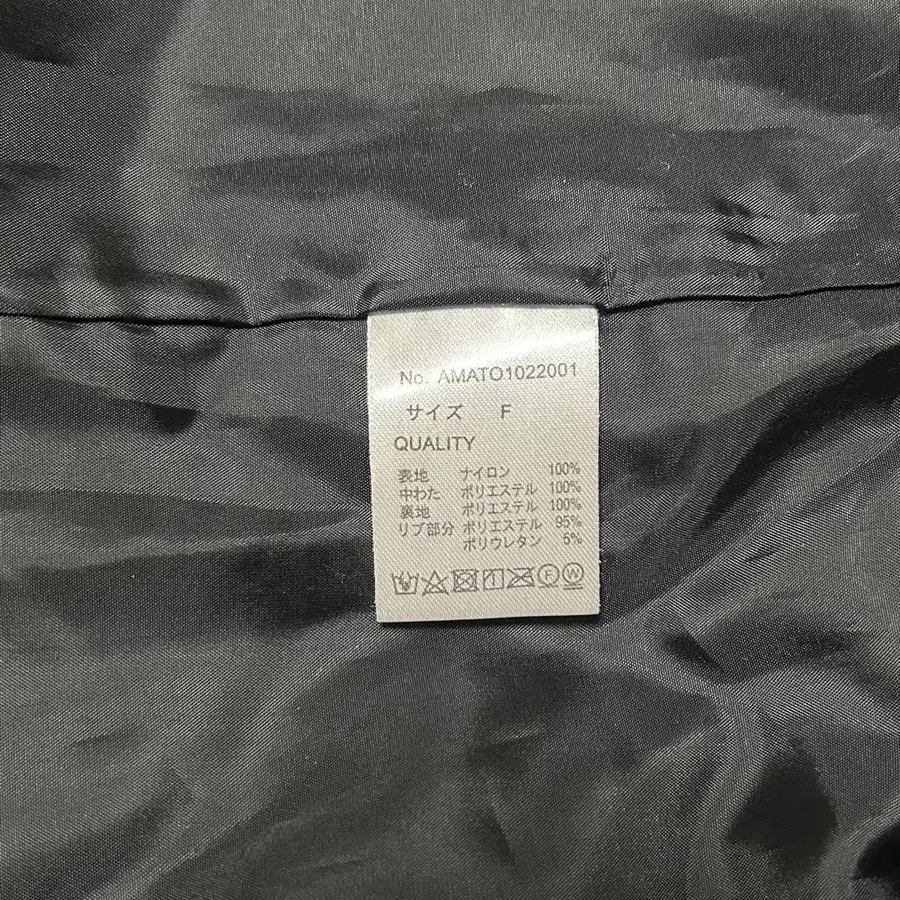 No. AMATO1022001
サイズ F
QUALITY
表地 ナイロン 100%
中わた ポリエステル 100%
裏地 ポリエステル 100%
リブ部分 ポリエステル 95%
ポリウレタン 5%
F W